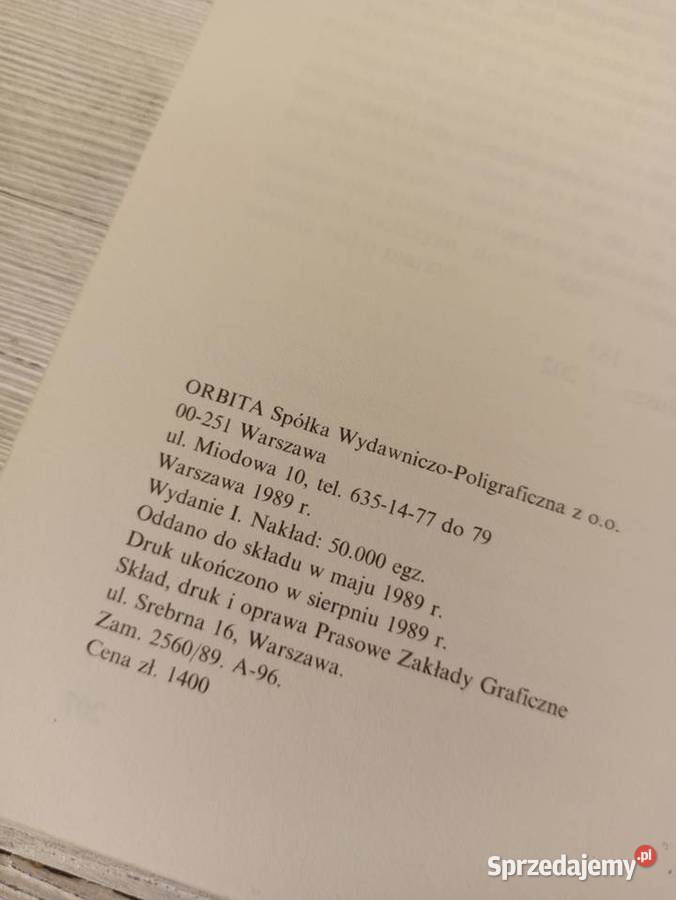 ORBITA Spółka Wydawniczo-Poligraficzna z o.o.
00-251 Warszawa
ul. Miodowa 10, tel. 635-14-77 do 79
Warszawa 1989 r.
Wydanie I. Nakład: 50.000 egz.
Oddano do składu w maju 1989 r.
Druk ukończono w sierpniu 1989 r.
Skład, druk i oprawa Prasowe Zakłady Graficzne
ul. Srebrna 16, Warszawa.
Zam. 2560/89. A-96.
Cena zł. 1400
Sprzedajemy.pl